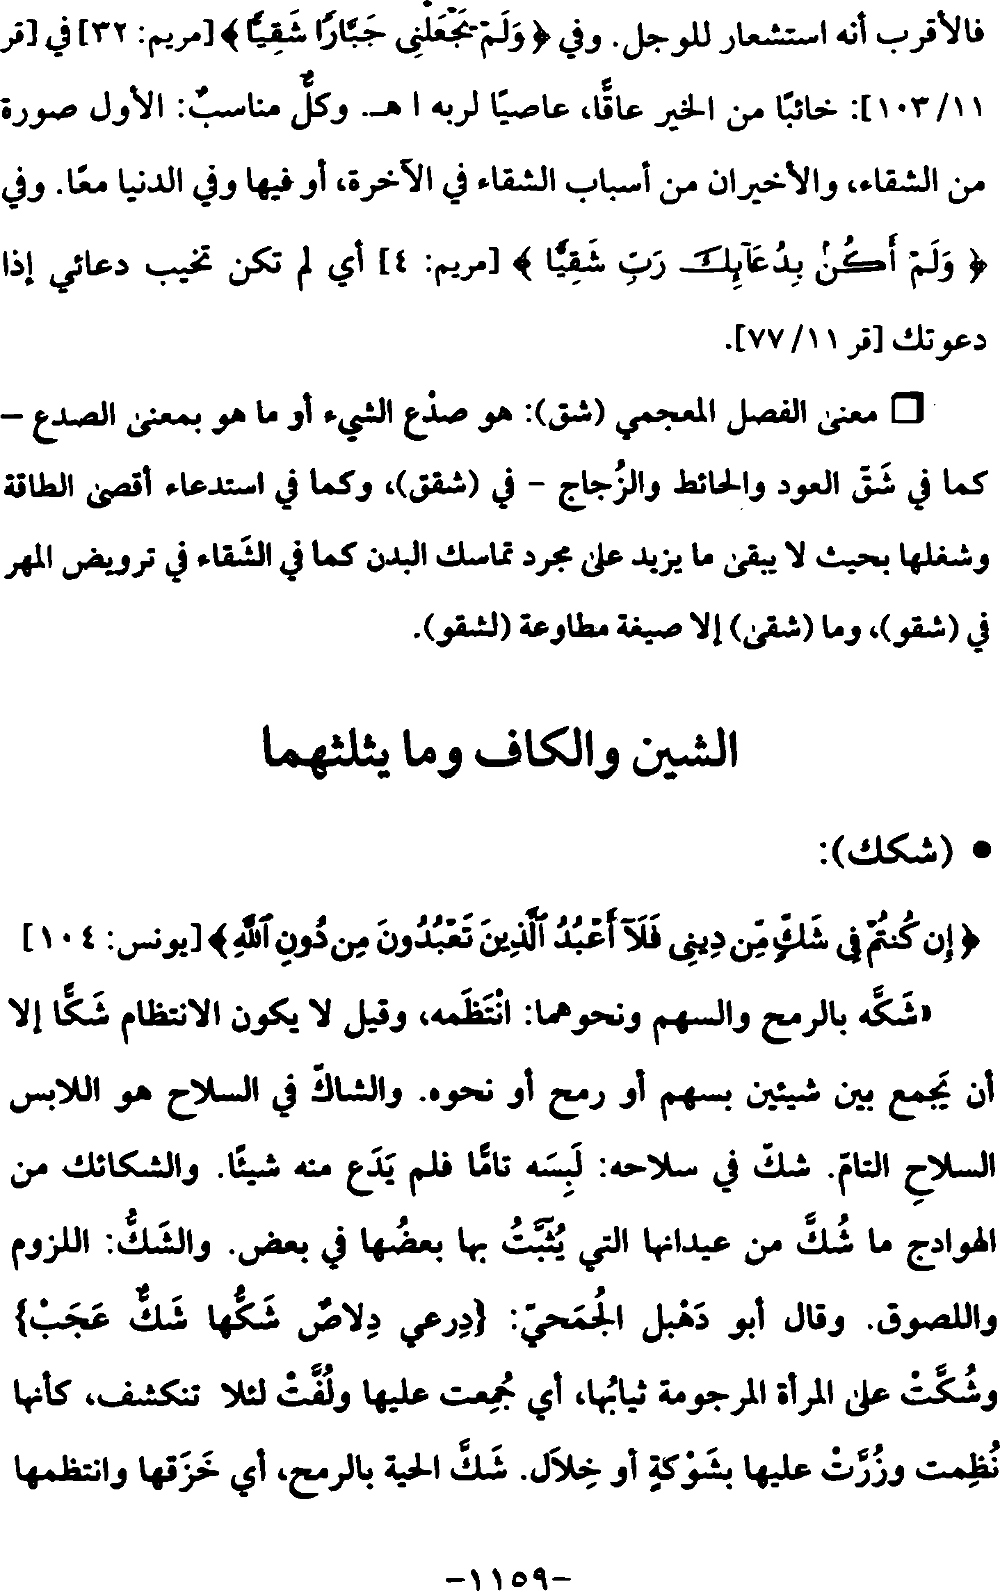 فالأقرب أنه استشعار للوجل. وفي ﴿ وَلَمْ يَجْعَلْنِى جَبَّارًا شَقِيًّا ﴾ [مريم: ٣٢] في [قر
١١/ ١٠٣]: خائبًا من الخير عاقًّا، عاصيًا لربه ا هـ. وكلٌّ مناسبٌ: الأول صورة
من الشقاء، والأخيران من أسباب الشقاء في الآخرة، أو فيها وفي الدنيا معًا. وفي
﴿ وَلَمْ أَكُنۢ بِدُعَآئِكَ رَبِّ شَقِيًّا ﴾ [مريم: ٤] أي لم تكن تخيب دعائي إذا
دعوتك [قر ١١/ ٧٧].
❏ معنى الفصل المعجمي (شق): هو صدْع الشيء أو ما هو بمعنى الصدع –
كما في شَقّ العود والحائط والزُجاج – في (شقق)، وكما في استدعاء أقصى الطاقة
وشغلها بحيث لا يبقى ما يزيد على مجرد تماسك البدن كما في الشَقاء في ترويض المهر
في (شقو)، وما (شقى) إلا صيغة مطاوعة (لشقو).
الشين والكاف وما يثلثهما
• (شكك):
﴿ إِن كُنتُمْ فِى شَكٍّ مِّن دِينِى فَلَآ أَعْبُدُ ٱلَّذِينَ تَعْبُدُونَ مِن دُونِ ٱللَّهِ ﴾ [يونس: ١٠٤]
«شَكَّه بالرمح والسهم ونحوهما: انْتَظَمه، وقيل لا يكون الانتظام شَكًّا إلا
أن يَجمع بين شيئين بسهم أو رمح أو نحوه. والشاكّ في السلاح هو اللابس
السلاحِ التامّ. شكّ في سلاحه: لَبِسَه تامًّا فلم يَدَع منه شيئًا. والشكائك من
الهوادج ما شُكَّ من عيدانها التي يُثَبَّتُ بها بعضُها في بعض. والشَكُّ: اللزوم
واللصوق. وقال أبو دَهْبل الجُمَحيّ: {دِرعي دِلاصٌ شَكُّها شَكٌّ عَجَبْ}
وشُكَّتْ على المرأة المرجومة ثيابُها، أي جُمِعت عليها ولُفَّتْ لئلا تنكشف، كأنها
نُظِمت وزُرَّتْ عليها بشَوْكةٍ أو خِلاَل. شَكَّ الحية بالرمح، أي خَزَقها وانتظمها
-١١٥٩-